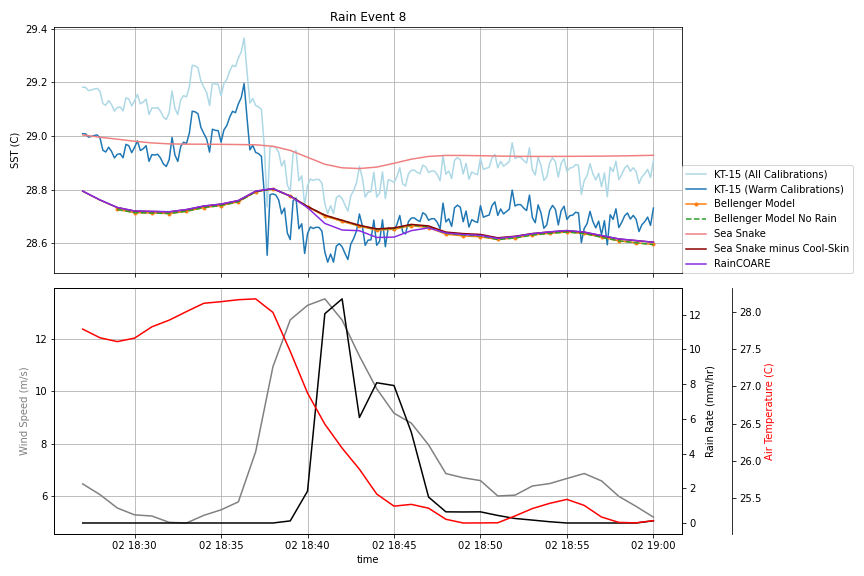 Rain Event 8
29.4
29.2
29.0
28.8
28.6
SST (C)
KT-15 (All Calibrations)
KT-15 (Warm Calibrations)
Bellenger Model
Bellenger Model No Rain
Sea Snake
Sea Snake minus Cool-Skin
RainCOARE
12
10
8
6
Wind Speed (m/s)
12
10
8
6
4
2
0
Rain Rate (mm/hr)
28.0
27.5
27.0
26.5
26.0
25.5
Air Temperature (C)
02 18:30
02 18:35
02 18:40
02 18:45
02 18:50
02 18:55
02 19:00
time